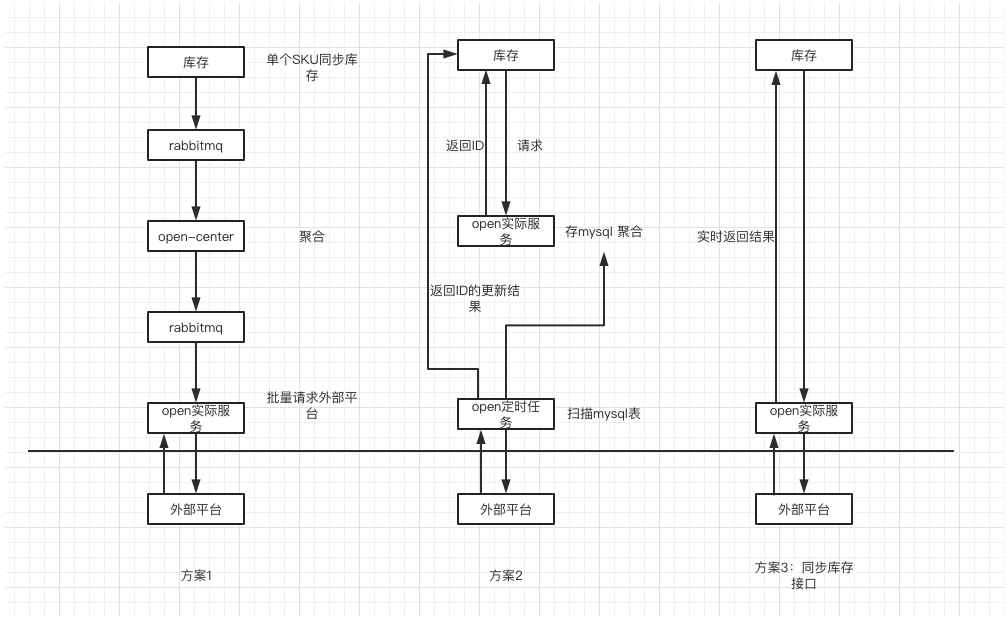 库存
单个SKU同步库
存
rabbitmq
open-center
聚合
rabbitmq
open实际服
务
批量请求外部平
台
外部平台
方案1
库存
返回ID
请求
open实际服
务
存mysql 聚合
返回ID的更新结
果
open定时任
务
扫描mysql表
外部平台
方案2
库存
实时返回结果
open实际服
务
外部平台
方案3：同步库存
接口